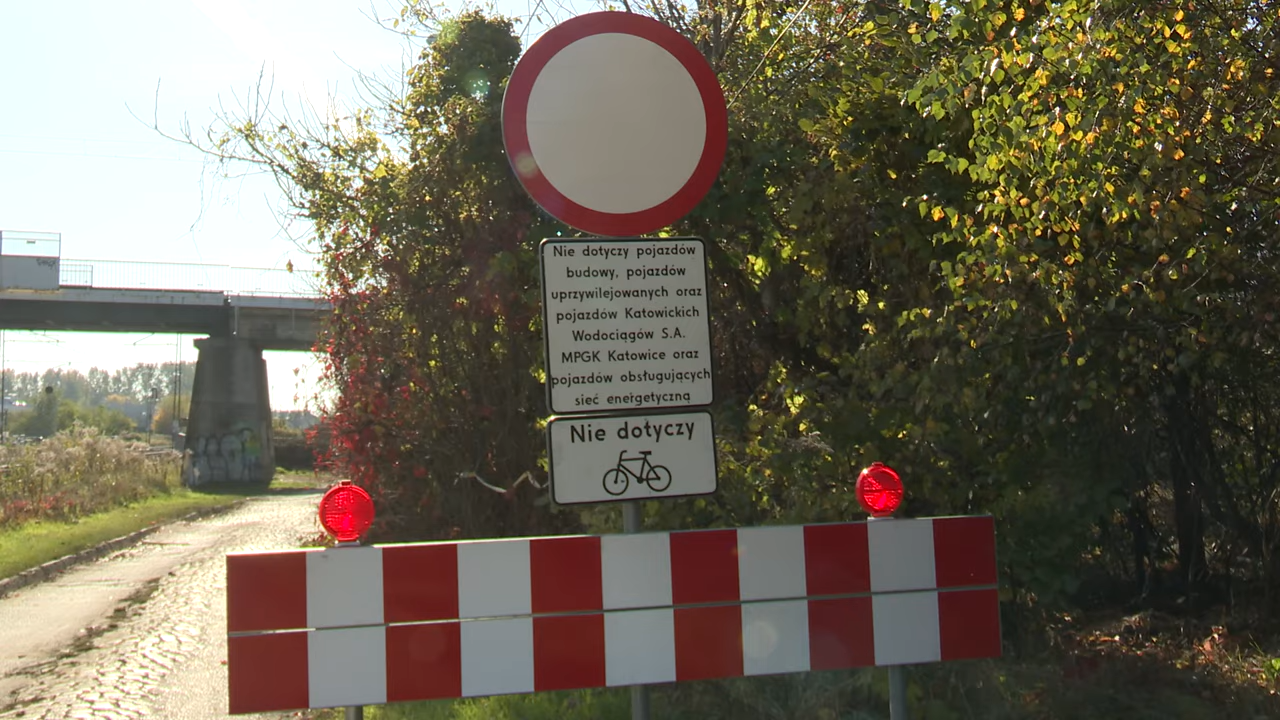 Nie dotyczy pojazdów
budowy, pojazdów
uprzywilejowanych oraz
pojazdów Katowickich
Wodociągów S.A.
MPGK Katowice oraz
pojazdów obsługujących
sieć energetyczną
Nie dotyczy